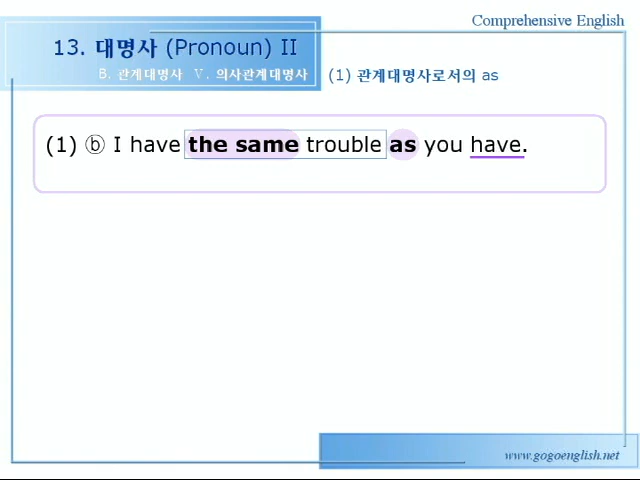 Comprehensive English
13. 대명사 (Pronoun) II
B. 관계대명사 Ⅴ. 의사관계대명사
(1) 관계대명사로서의 as
(1) ⓑ I have the same trouble as you have.
www.gogoenglish.net